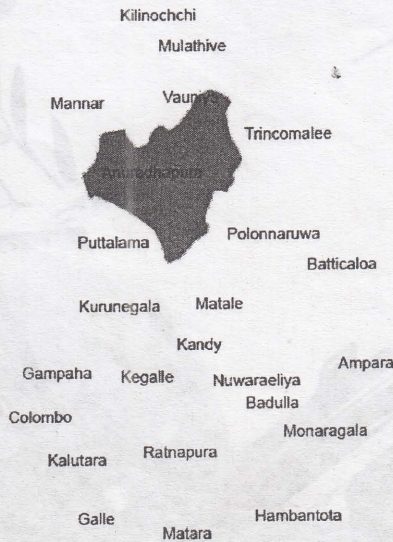 Kilinochchi
Mulathive
Mannar
Vauniya
Trincomalee
Anuradhapura
Puttalama
Polonnaruwa
Batticaloa
Kurunegala
Matale
Kandy
Ampara
Gampaha
Kegalle
Nuwaraeliya
Badulla
Colombo
Monaragala
Kalutara
Ratnapura
Galle
Hambantota
Matara